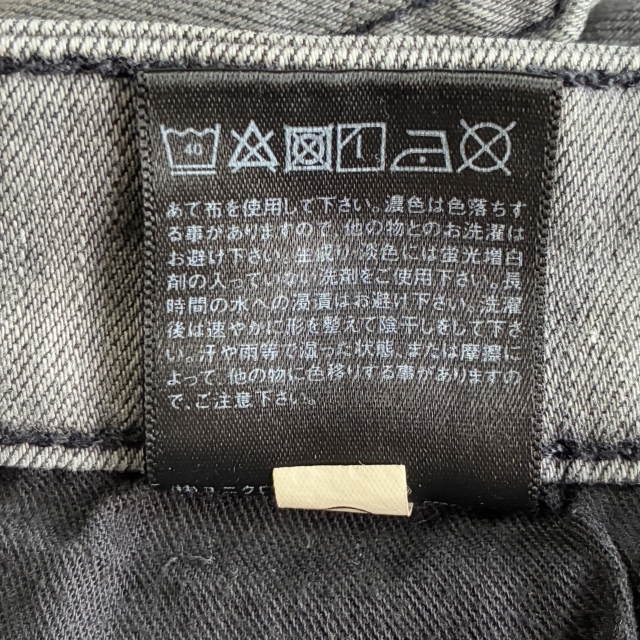 40
あて布を使用して下さい。濃色は色落ちす
る事がありますので、他の物とのお洗濯は
お避け下さい。生成り、淡色には蛍光増白
剤の入っていない洗剤をご使用下さい。長
時間の水への浸漬はお避け下さい。洗濯
後は速やかに形を整えて陰干しをして下さ
い。汗や雨等で湿った状態、または摩擦に
よって、他の物に色移りする事があります
で、ご注意下さい。
㈱ユニクロ